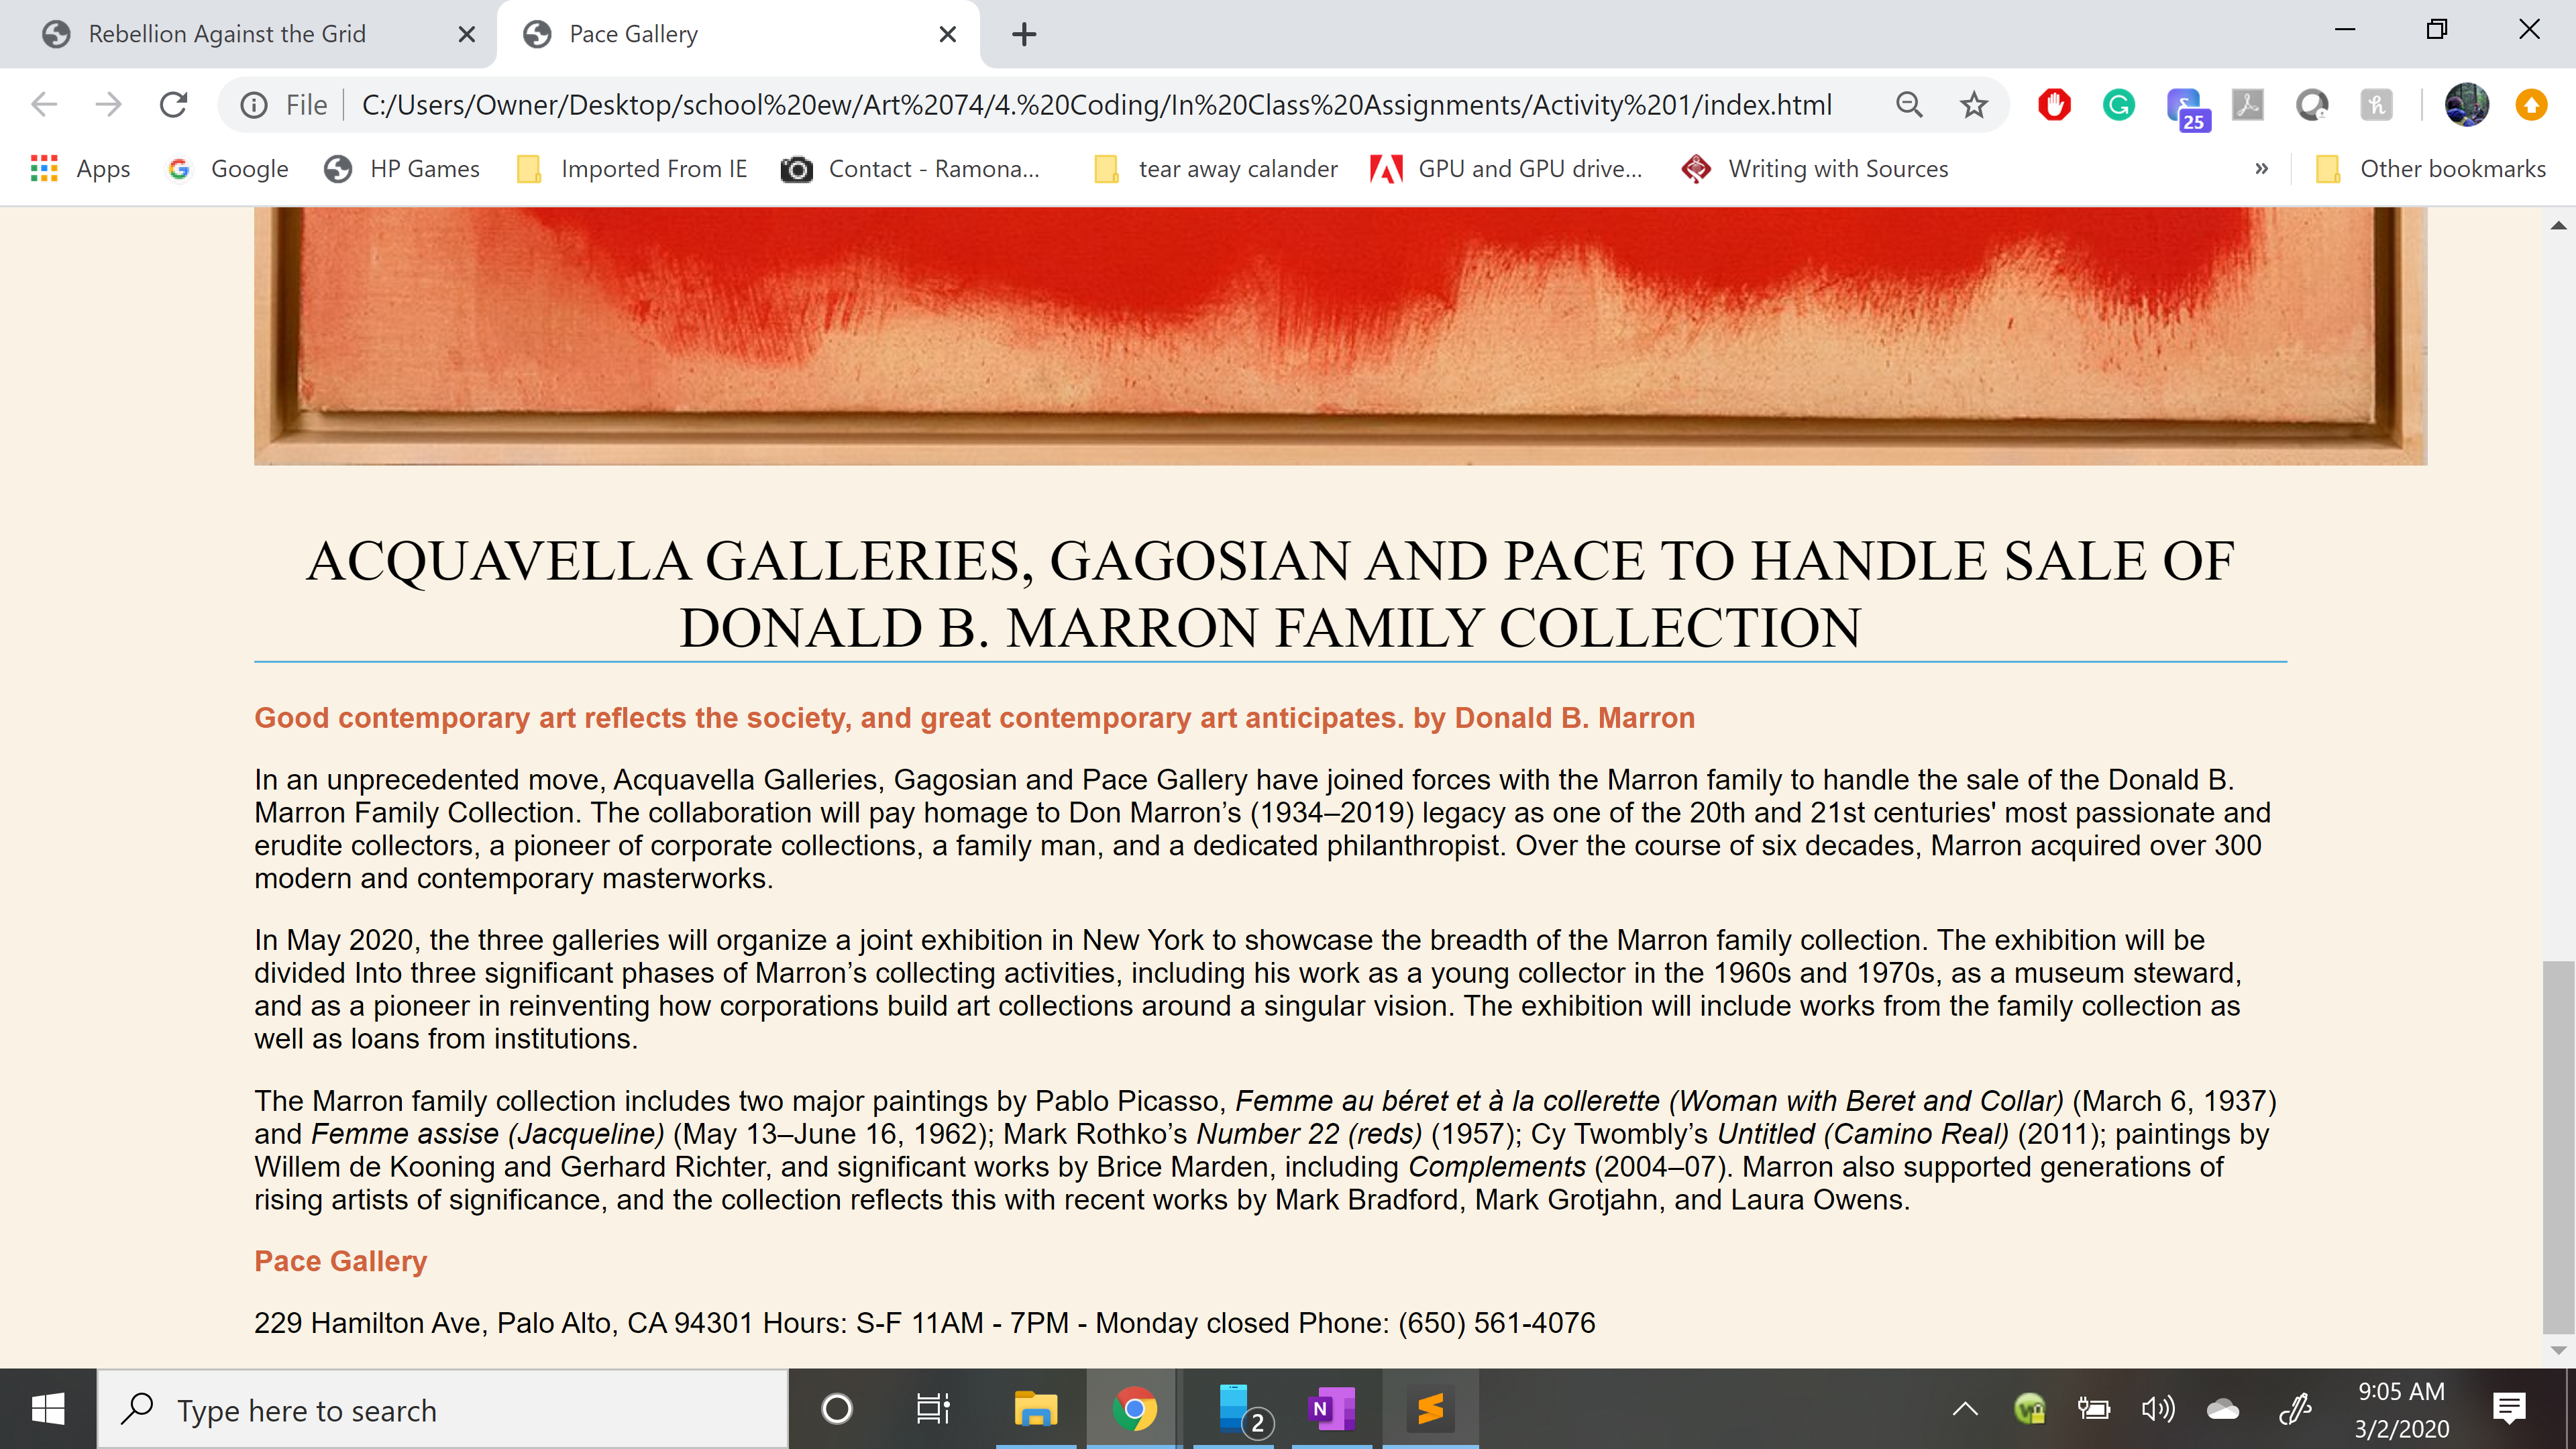 Rebellion Against the Grid
Pace Gallery
File
C:/Users/Owner/Desktop/school%20ew/Art%2074/4.%20Coding/In%20Class%20Assignments/Activity%201/index.html
25
Apps
Google
HP Games
Imported From IE
Contact - Ramona...
tear away calander
GPU and GPU drive...
Writing with Sources
»
Other bookmarks
ACQUAVELLA GALLERIES, GAGOSIAN AND PACE TO HANDLE SALE OF
DONALD B. MARRON FAMILY COLLECTION
Good contemporary art reflects the society, and great contemporary art anticipates. by Donald B. Marron
In an unprecedented move, Acquavella Galleries, Gagosian and Pace Gallery have joined forces with the Marron family to handle the sale of the Donald B.
Marron Family Collection. The collaboration will pay homage to Don Marron’s (1934–2019) legacy as one of the 20th and 21st centuries' most passionate and
erudite collectors, a pioneer of corporate collections, a family man, and a dedicated philanthropist. Over the course of six decades, Marron acquired over 300
modern and contemporary masterworks.
In May 2020, the three galleries will organize a joint exhibition in New York to showcase the breadth of the Marron family collection. The exhibition will be
divided Into three significant phases of Marron’s collecting activities, including his work as a young collector in the 1960s and 1970s, as a museum steward,
and as a pioneer in reinventing how corporations build art collections around a singular vision. The exhibition will include works from the family collection as
well as loans from institutions.
The Marron family collection includes two major paintings by Pablo Picasso, Femme au béret et à la collerette (Woman with Beret and Collar) (March 6, 1937)
and Femme assise (Jacqueline) (May 13–June 16, 1962); Mark Rothko’s Number 22 (reds) (1957); Cy Twombly’s Untitled (Camino Real) (2011); paintings by
Willem de Kooning and Gerhard Richter, and significant works by Brice Marden, including Complements (2004–07). Marron also supported generations of
rising artists of significance, and the collection reflects this with recent works by Mark Bradford, Mark Grotjahn, and Laura Owens.
Pace Gallery
229 Hamilton Ave, Palo Alto, CA 94301 Hours: S-F 11AM - 7PM - Monday closed Phone: (650) 561-4076
Type here to search
2
N
9:05 AM
3/2/2020